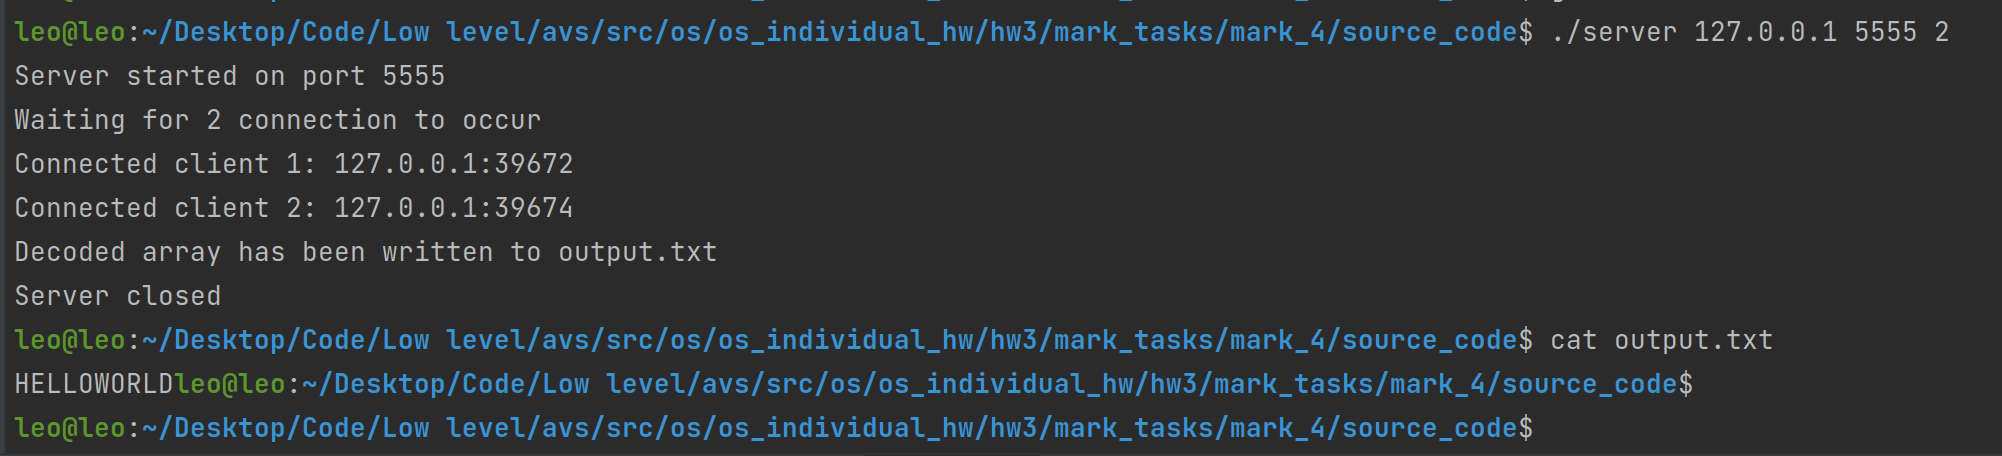 leo@leo:~/Desktop/Code/Low level/avs/src/os/os_individual_hw/hw3/mark_tasks/mark_4/source_code$ ./server 127.0.0.1 5555 2
Server started on port 5555
Waiting for 2 connection to occur
Connected client 1: 127.0.0.1:39672
Connected client 2: 127.0.0.1:39674
Decoded array has been written to output.txt
Server closed
leo@leo:~/Desktop/Code/Low level/avs/src/os/os_individual_hw/hw3/mark_tasks/mark_4/source_code$ cat output.txt
HELLOWORLDleo@leo:~/Desktop/Code/Low level/avs/src/os/os_individual_hw/hw3/mark_tasks/mark_4/source_code$
leo@leo:~/Desktop/Code/Low level/avs/src/os/os_individual_hw/hw3/mark_tasks/mark_4/source_code$